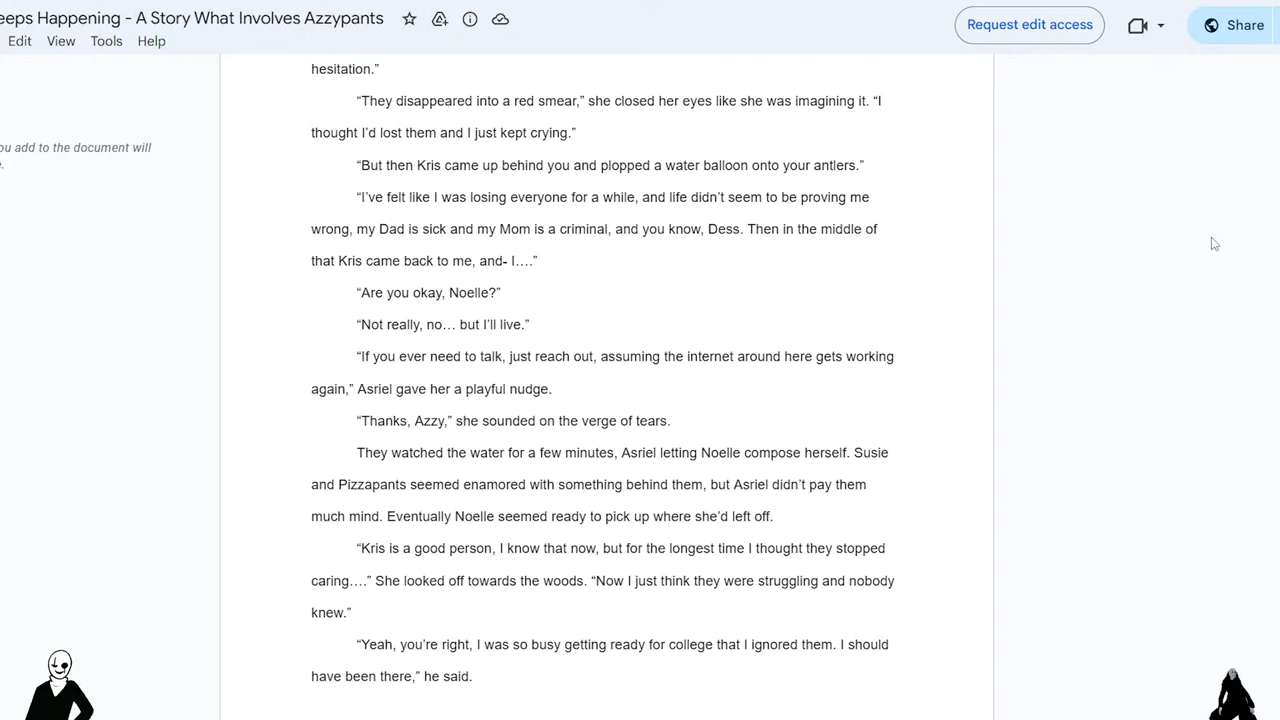 eeps Happening - A Story What Involves Azzypants
Request edit access
Share
Edit View Tools Help
hesitation.”
“They disappeared into a red smear,” she closed her eyes like she was imagining it. “I
thought I’d lost them and I just kept crying.”
ou add to the document will
e.
“But then Kris came up behind you and plopped a water balloon onto your antlers.”
“I’ve felt like I was losing everyone for a while, and life didn’t seem to be proving me
wrong, my Dad is sick and my Mom is a criminal, and you know, Dess. Then in the middle of
that Kris came back to me, and- I….”
“Are you okay, Noelle?”
“Not really, no… but I’ll live.”
“If you ever need to talk, just reach out, assuming the internet around here gets working
again,” Asriel gave her a playful nudge.
“Thanks, Azzy,” she sounded on the verge of tears.
They watched the water for a few minutes, Asriel letting Noelle compose herself. Susie
and Pizzapants seemed enamored with something behind them, but Asriel didn’t pay them
much mind. Eventually Noelle seemed ready to pick up where she’d left off.
“Kris is a good person, I know that now, but for the longest time I thought they stopped
caring….” She looked off towards the woods. “Now I just think they were struggling and nobody
knew.”
“Yeah, you’re right, I was so busy getting ready for college that I ignored them. I should
have been there,” he said.